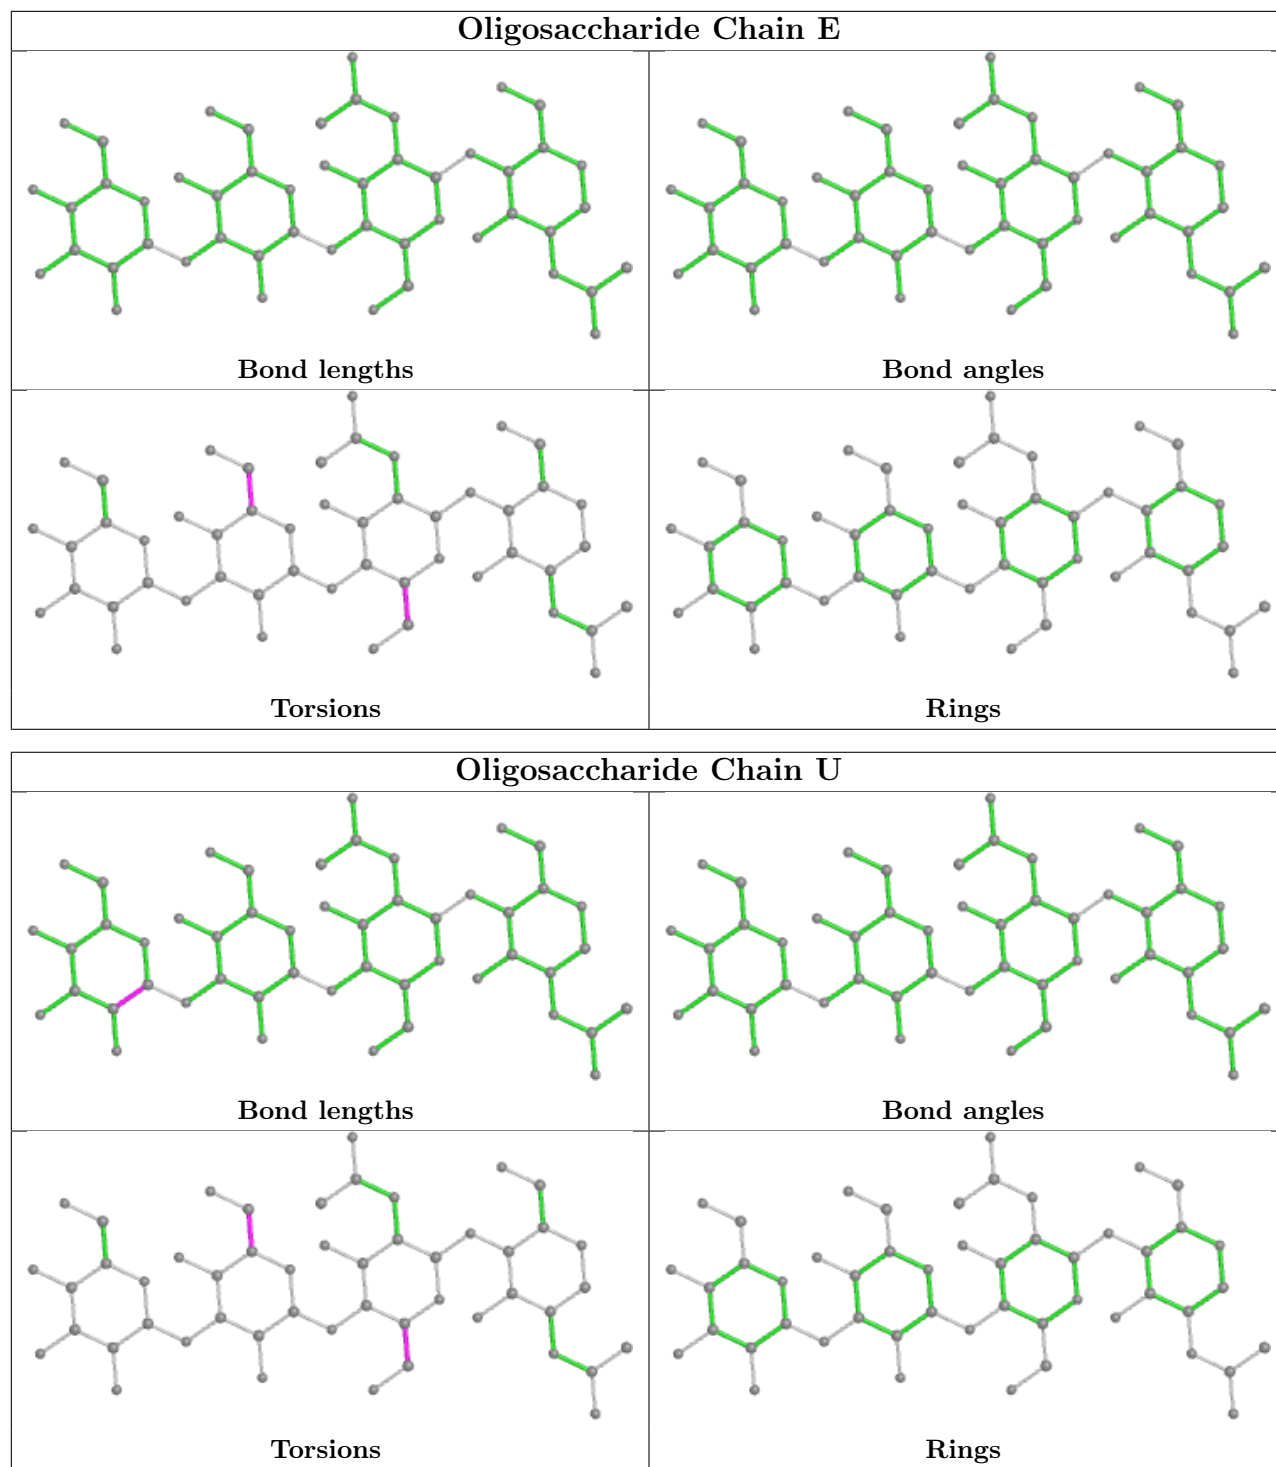 Oligosaccharide Chain E
Bond lengths
Bond angles
Torsions
Rings
Oligosaccharide Chain U
Bond lengths
Bond angles
Torsions
Rings